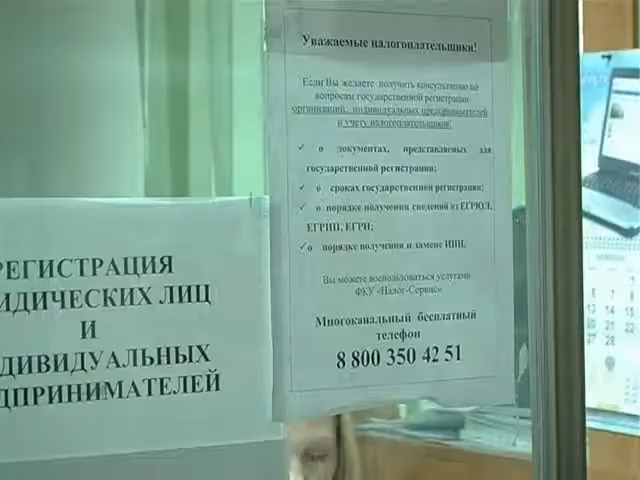 Уважаемые налогоплательщики!
Если Вы желаете получить консультацию по
вопросам государственной регистрации
организаций, индивидуальных предпринимателей
и учету налогоплательщиков:
✓ о документах, представляемых для
государственной регистрации;
✓ о сроках государственной регистрации;
✓ о порядке получения сведений из ЕГРЮЛ,
ЕГРИП, ЕГРН;
✓ о порядке получения и замене ИНН.
Вы можете воспользоваться услугами
ФКУ «Налог-Сервис»
Многоканальный бесплатный
телефон
8 800 350 42 51
РЕГИСТРАЦИЯ
ИДИЧЕСКИХ ЛИЦ
И
ДИВИДУАЛЬНЫХ
ДПРИНИМАТЕЛЕЙ